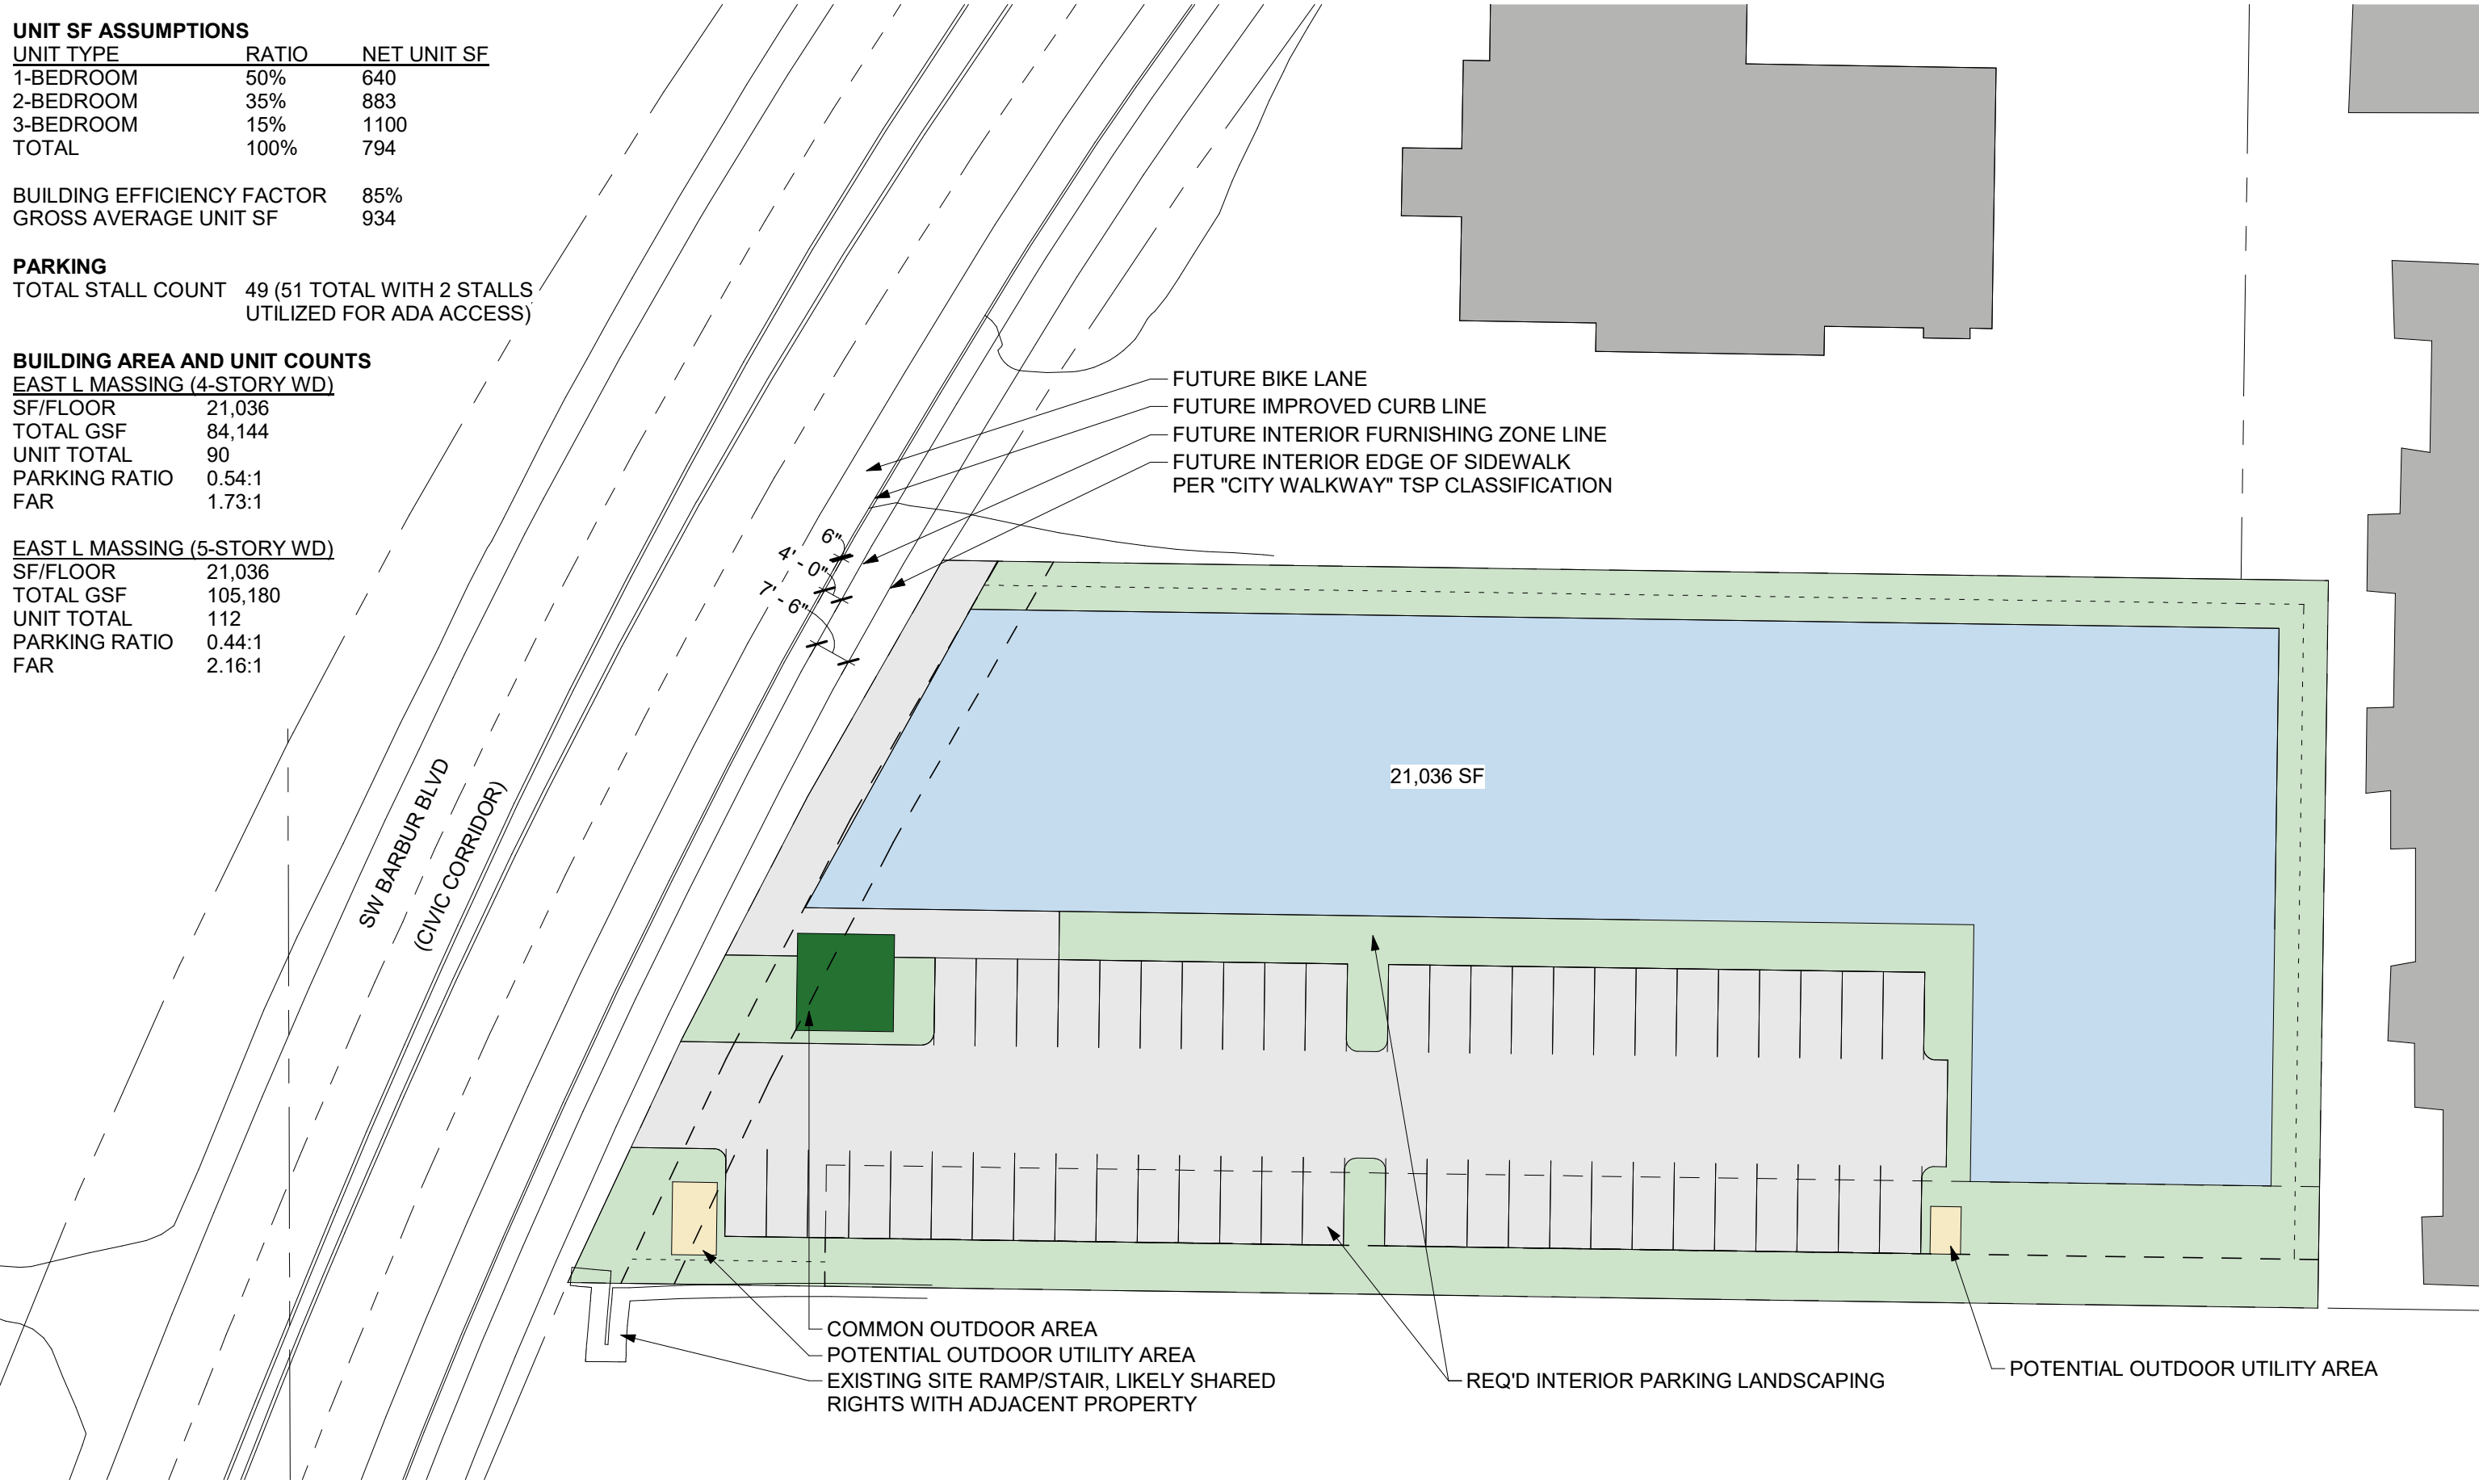 UNIT SF ASSUMPTIONS
UNIT TYPE RATIO NET UNIT SF
1-BEDROOM 50% 640
2-BEDROOM 35% 883
3-BEDROOM 15% 1100
TOTAL 100% 794
BUILDING EFFICIENCY FACTOR 85%
GROSS AVERAGE UNIT SF 934
PARKING
TOTAL STALL COUNT 49 (51 TOTAL WITH 2 STALLS
UTILIZED FOR ADA ACCESS)
BUILDING AREA AND UNIT COUNTS
EAST L MASSING (4-STORY WD)
SF/FLOOR 21,036
TOTAL GSF 84,144
UNIT TOTAL 90
PARKING RATIO 0.54:1
FAR 1.73:1
EAST L MASSING (5-STORY WD)
SF/FLOOR 21,036
TOTAL GSF 105,180
UNIT TOTAL 112
PARKING RATIO 0.44:1
FAR 2.16:1
FUTURE BIKE LANE
FUTURE IMPROVED CURB LINE
FUTURE INTERIOR FURNISHING ZONE LINE
FUTURE INTERIOR EDGE OF SIDEWALK
PER "CITY WALKWAY" TSP CLASSIFICATION
6"
4' - 0"
7' - 6"
21,036 SF
SW BARBUR BLVD
(CIVIC CORRIDOR)
COMMON OUTDOOR AREA
POTENTIAL OUTDOOR UTILITY AREA
EXISTING SITE RAMP/STAIR, LIKELY SHARED
RIGHTS WITH ADJACENT PROPERTY
REQ'D INTERIOR PARKING LANDSCAPING
POTENTIAL OUTDOOR UTILITY AREA